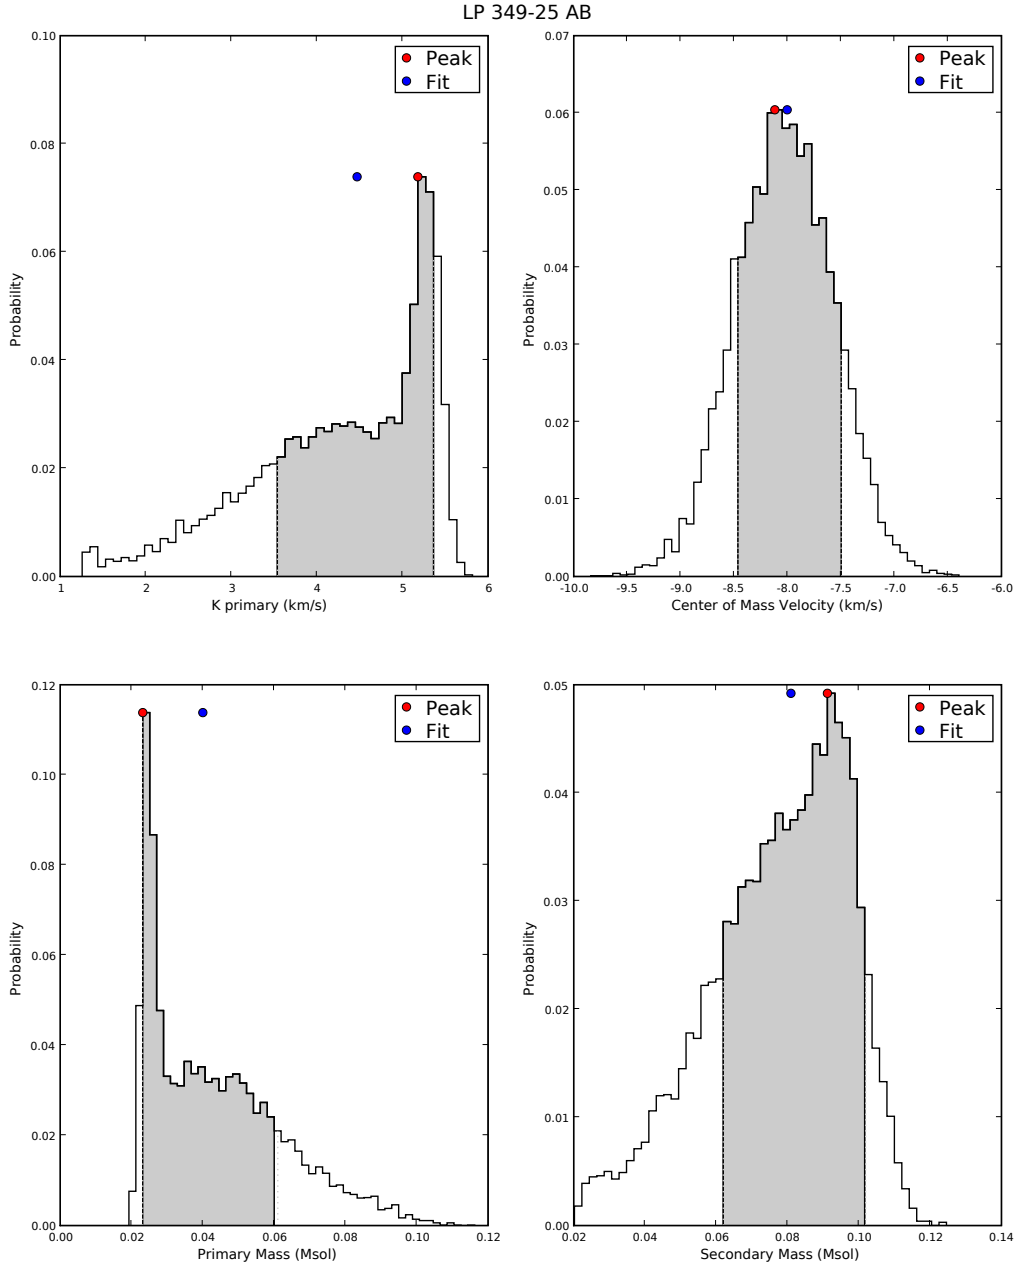 LP 349-25 AB
0.10
0.08
0.06
0.04
0.02
0.00
Probability
1 2 3 4 5 6
K primary (km/s)
Peak
Fit
0.07
0.06
0.05
0.04
0.03
0.02
0.01
0.00
Probability
-10.0 -9.5 -9.0 -8.5 -8.0 -7.5 -7.0 -6.5 -6.0
Center of Mass Velocity (km/s)
Peak
Fit
0.12
0.10
0.08
0.06
0.04
0.02
0.00
Probability
0.00 0.02 0.04 0.06 0.08 0.10 0.12
Primary Mass (Msol)
Peak
Fit
0.05
0.04
0.03
0.02
0.01
0.00
Probability
0.02 0.04 0.06 0.08 0.10 0.12 0.14
Secondary Mass (Msol)
Peak
Fit